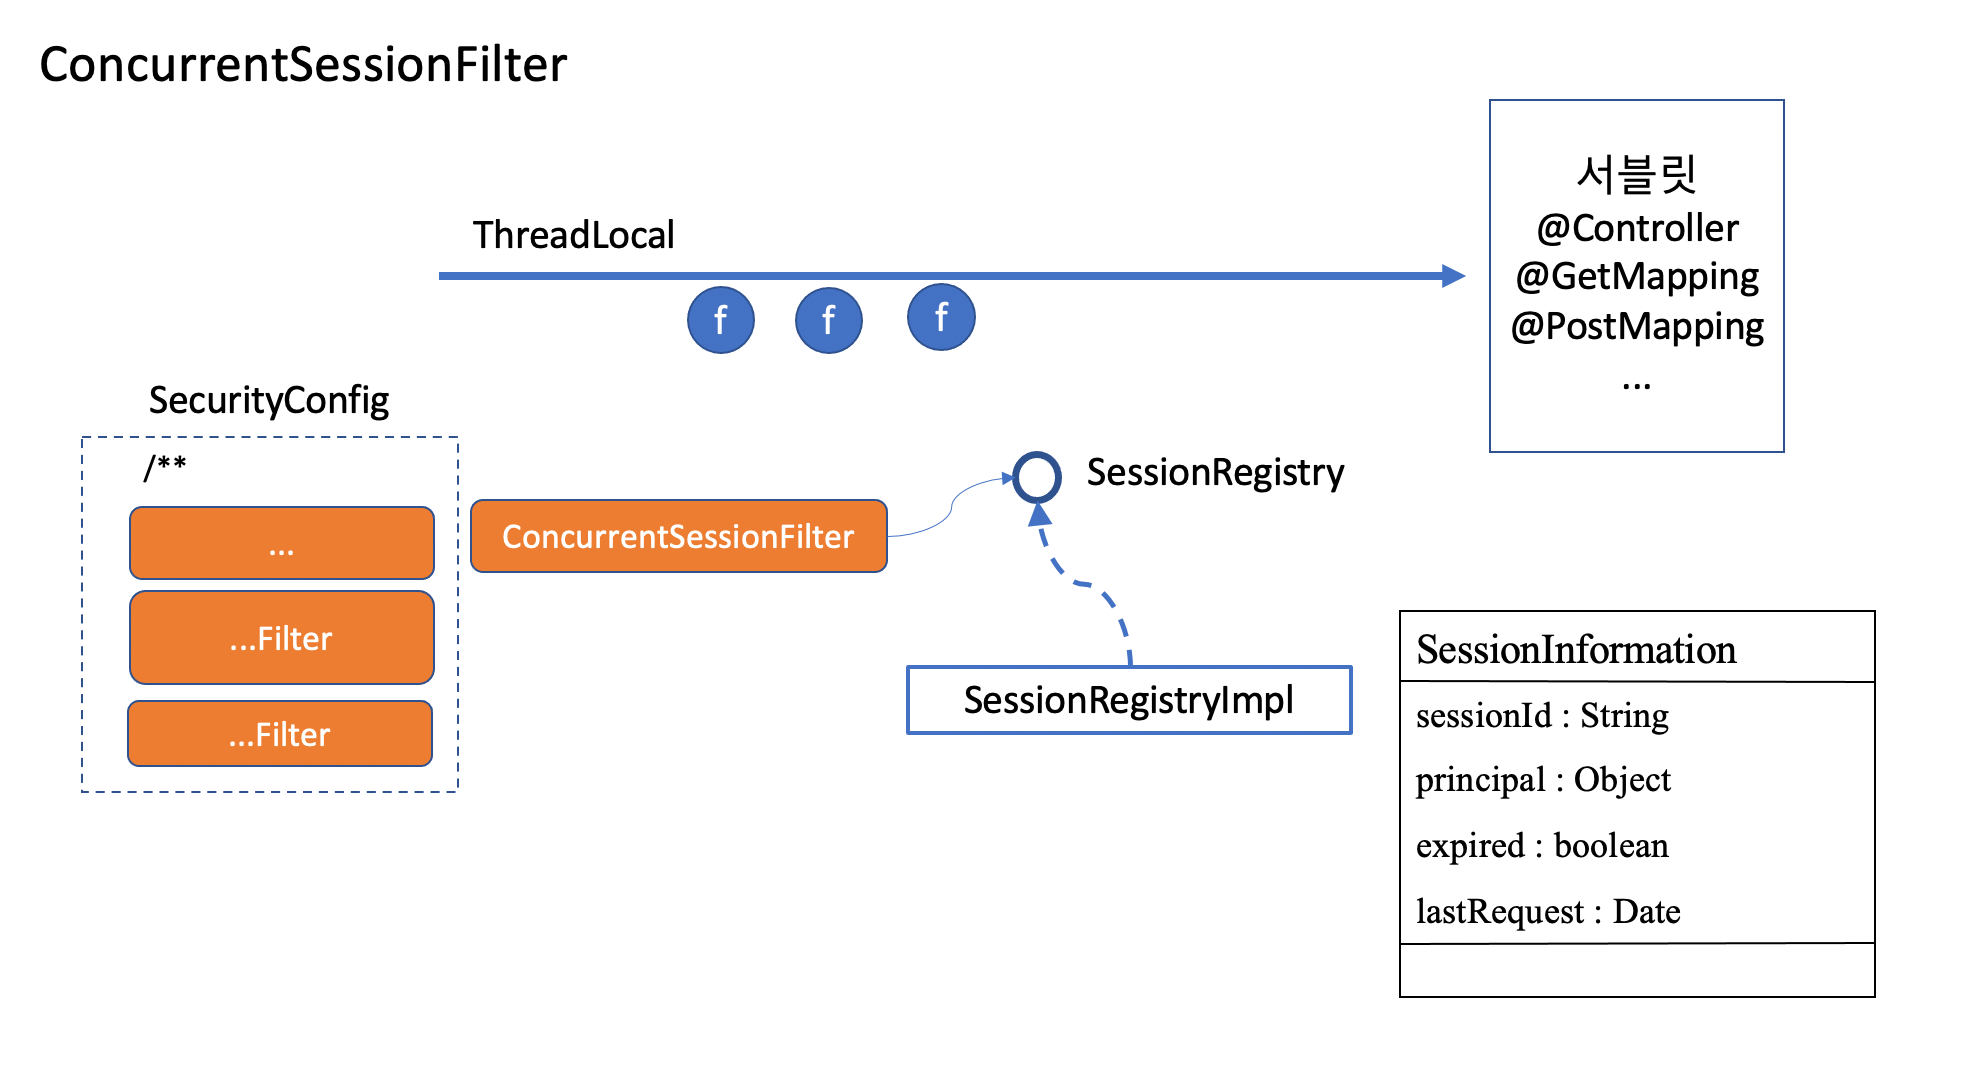 ConcurrentSessionFilter
서블릿
@Controller
@GetMapping
@PostMapping
...
ThreadLocal
f
f
f
SecurityConfig
/**
...
...Filter
...Filter
ConcurrentSessionFilter
SessionRegistry
SessionRegistryImpl
SessionInformation
sessionId : String
principal : Object
expired : boolean
lastRequest : Date